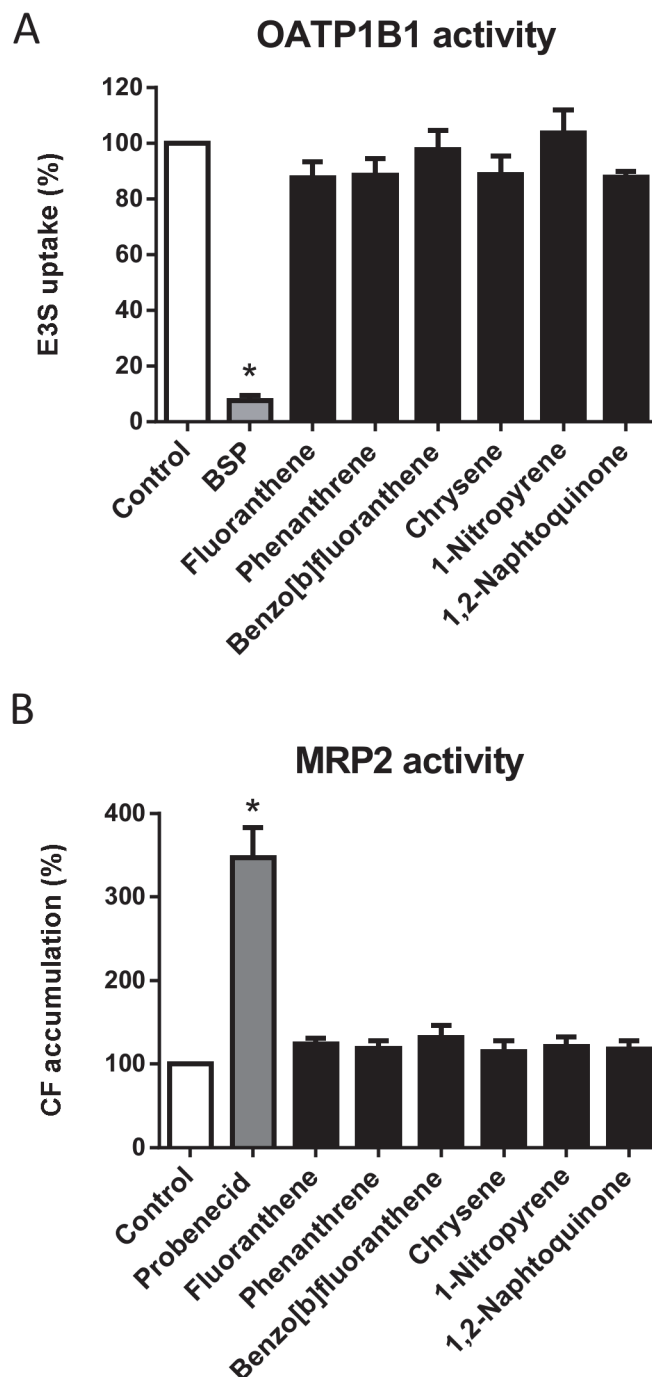 A
OATP1B1 activity
E3S uptake (%)
120
100
80
60
40
20
0
*
Control
BSP
Fluoranthene
Phenanthrene
Benzo[b]fluoranthene
Chrysene
1-Nitropyrene
1,2-Naphtoquinone
B
MRP2 activity
CF accumulation (%)
400
300
200
100
0
*
Control
Probenecid
Fluoranthene
Phenanthrene
Benzo[b]fluoranthene
Chrysene
1-Nitropyrene
1,2-Naphtoquinone